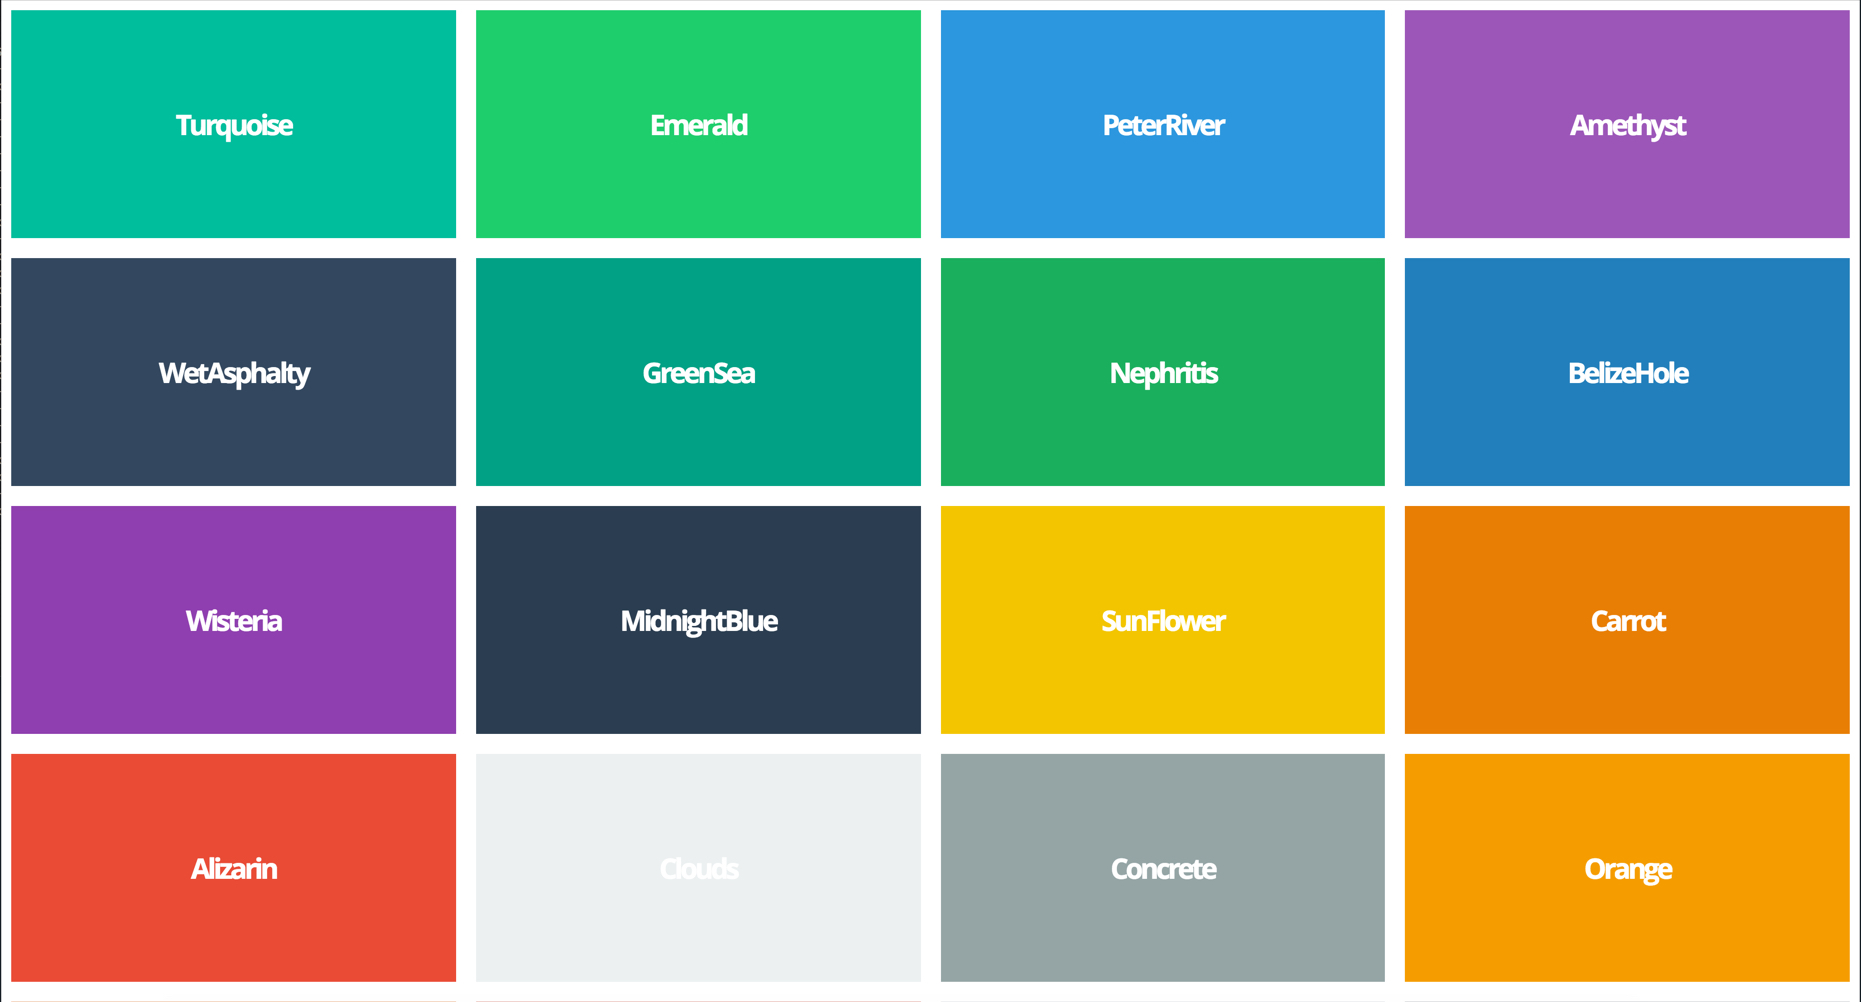 Turquoise
Emerald
PeterRiver
Amethyst
WetAsphalty
GreenSea
Nephritis
BelizeHole
Wisteria
MidnightBlue
SunFlower
Carrot
Alizarin
Clouds
Concrete
Orange